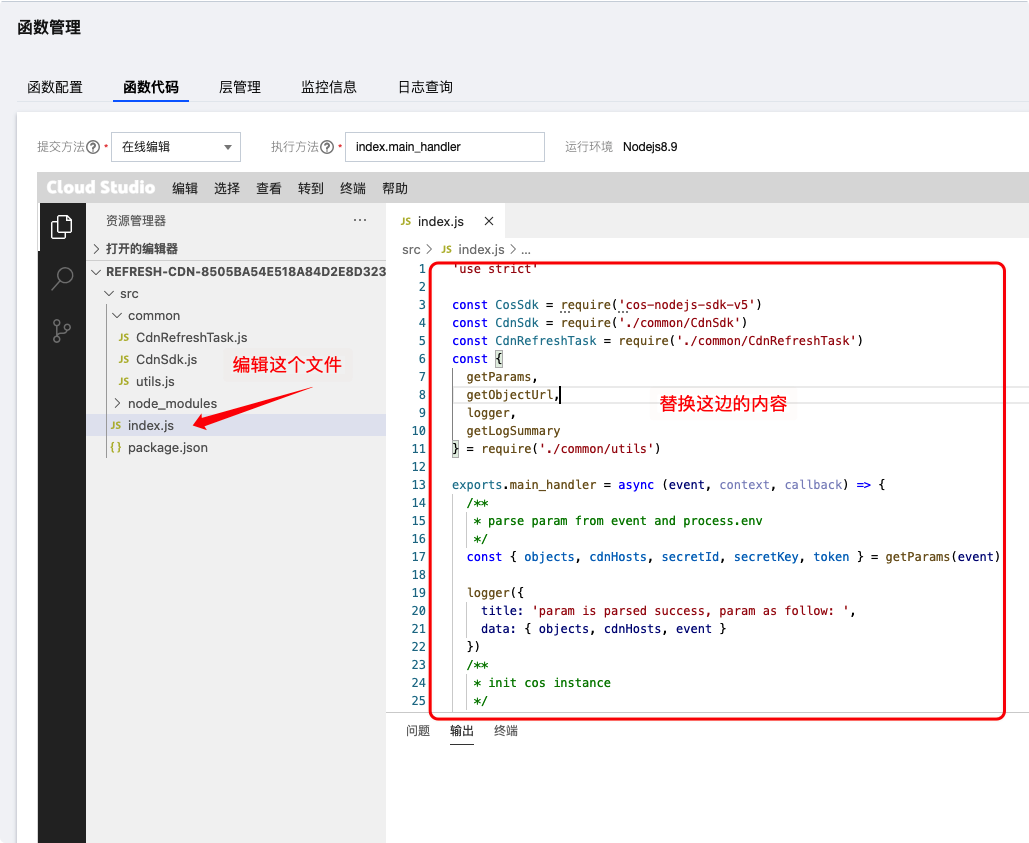 函数管理
函数配置 函数代码 层管理 监控信息 日志查询
提交方法 * 在线编辑 执行方法 * index.main_handler 运行环境 Nodejs8.9
Cloud Studio 编辑 选择 查看 转到 终端 帮助
资源管理器 ...
打开的编辑器
REFRESH-CDN-8505BA54E518A84D2E8D323
src
common
JS CdnRefreshTask.js
JS CdnSdk.js
JS utils.js
node_modules
JS index.js
{} package.json
编辑这个文件
JS index.js ×
src > JS index.js > ...
1 'use strict'
2
3 const CosSdk = require('cos-nodejs-sdk-v5')
4 const CdnSdk = require('./common/CdnSdk')
5 const CdnRefreshTask = require('./common/CdnRefreshTask')
6 const {
7 getParams,
8 getObjectUrl,
9 logger,
10 getLogSummary
11 } = require('./common/utils')
12
13 exports.main_handler = async (event, context, callback) => {
14 /**
15 * parse param from event and process.env
16 */
17 const { objects, cdnHosts, secretId, secretKey, token } = getParams(event)
18
19 logger({
20 title: 'param is parsed success, param as follow: ',
21 data: { objects, cdnHosts, event }
22 })
23 /**
24 * init cos instance
25 */
替换这边的内容
问题 输出 终端